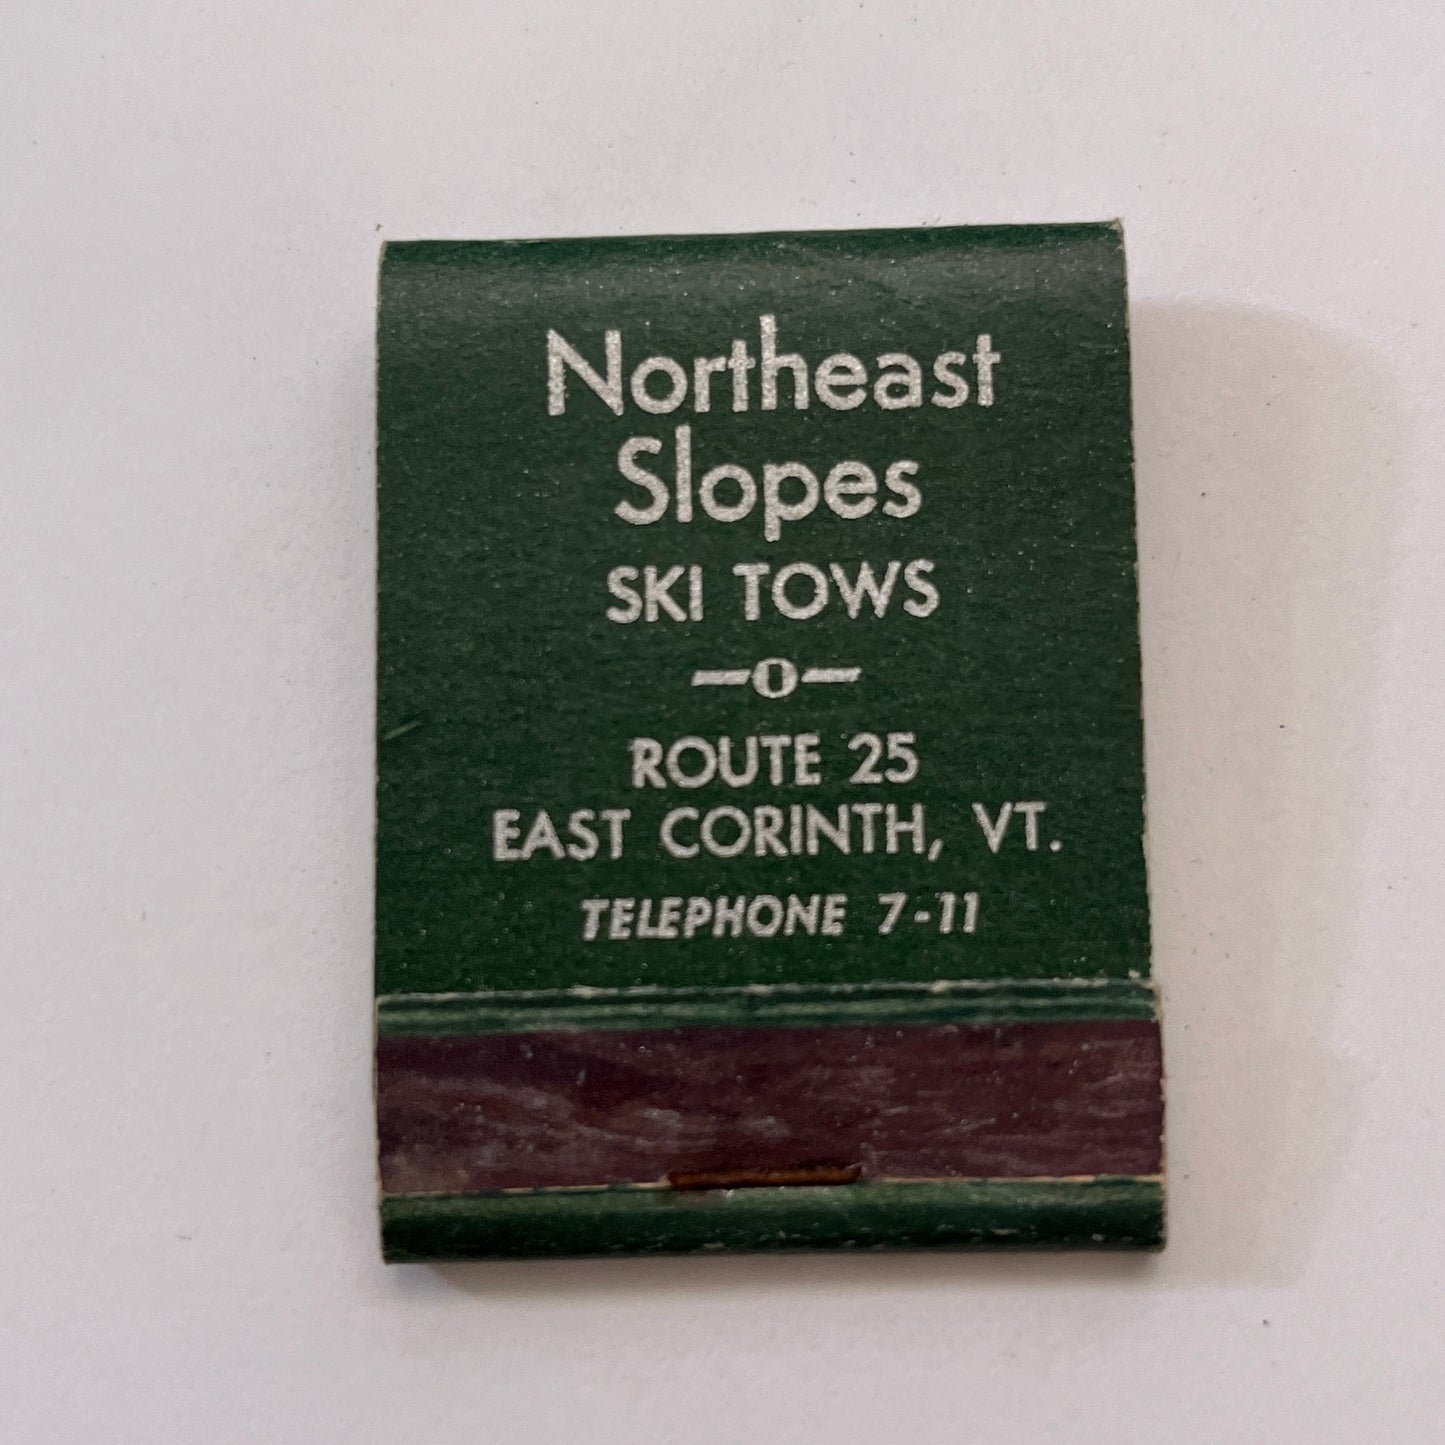 Northeast
Slopes
SKI TOWS
—0—
ROUTE 25
EAST CORINTH, VT.
TELEPHONE 7-11